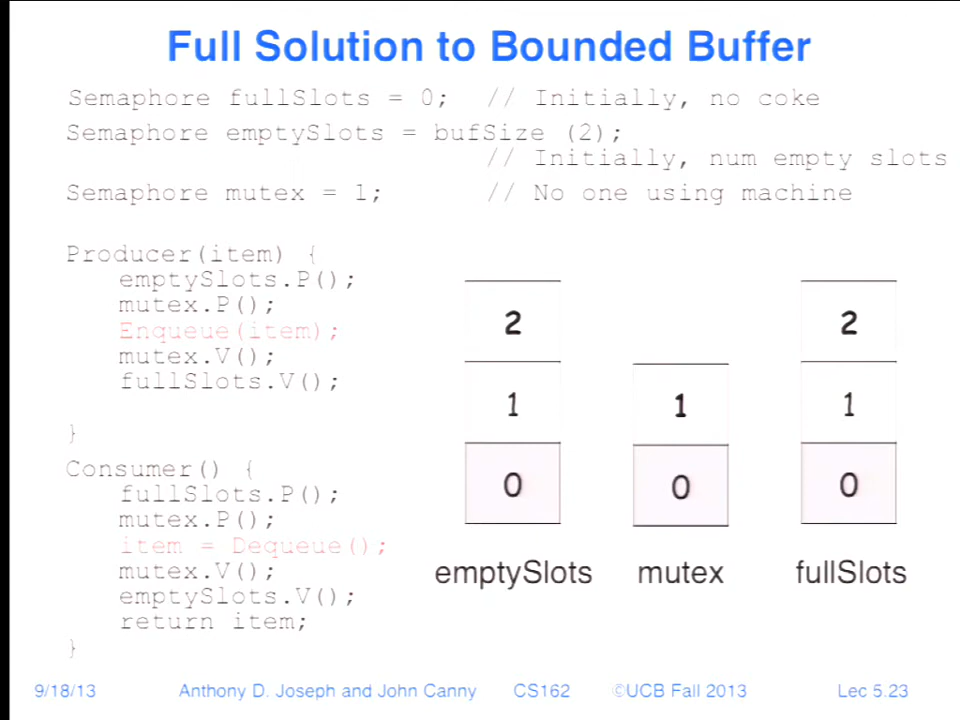 Full Solution to Bounded Buffer
Semaphore fullSlots = 0; // Initially, no coke
Semaphore emptySlots = bufSize (2);
// Initially, num empty slots
Semaphore mutex = 1; // No one using machine
Producer(item) {
emptySlots.P();
mutex.P();
Enqueue(item);
mutex.V();
fullSlots.V();
}
Consumer() {
fullSlots.P();
mutex.P();
item = Dequeue();
mutex.V();
emptySlots.V();
return item;
}
2
1
0
emptySlots
1
0
mutex
2
1
0
fullSlots
9/18/13 Anthony D. Joseph and John Canny CS162 ©UCB Fall 2013 Lec 5.23